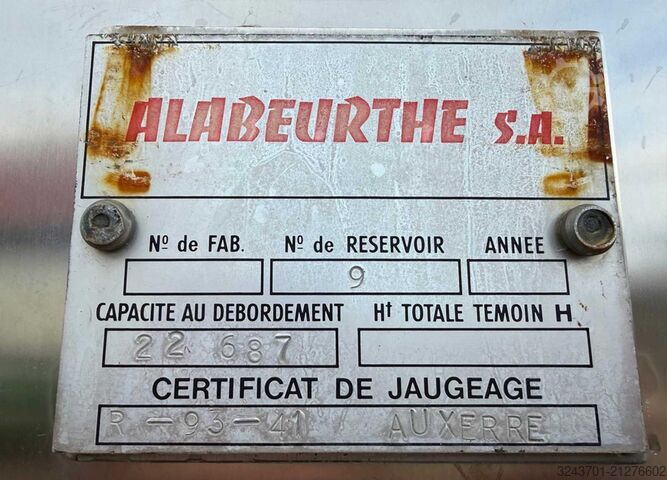 ALABEURTHE S.A.
Nº de FAB. Nº de RESERVOIR ANNEE
9
CAPACITE AU DEBORDEMENT Ht TOTALE TEMOIN H
22 687
CERTIFICAT DE JAUGEAGE
R - 93 - 41 AUXERRE
3243701-21276602